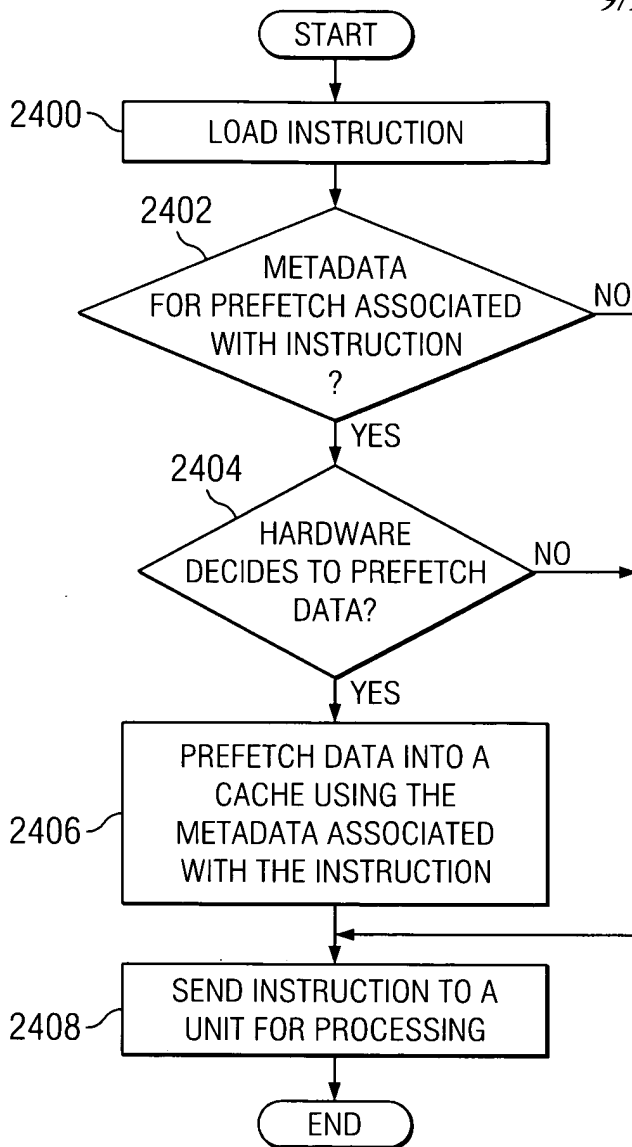 START
2400
LOAD INSTRUCTION
2402
METADATA
FOR PREFETCH ASSOCIATED
WITH INSTRUCTION
?
NO
YES
2404
HARDWARE
DECIDES TO PREFETCH
DATA?
NO
YES
2406
PREFETCH DATA INTO A
CACHE USING THE
METADATA ASSOCIATED
WITH THE INSTRUCTION
2408
SEND INSTRUCTION TO A
UNIT FOR PROCESSING
END